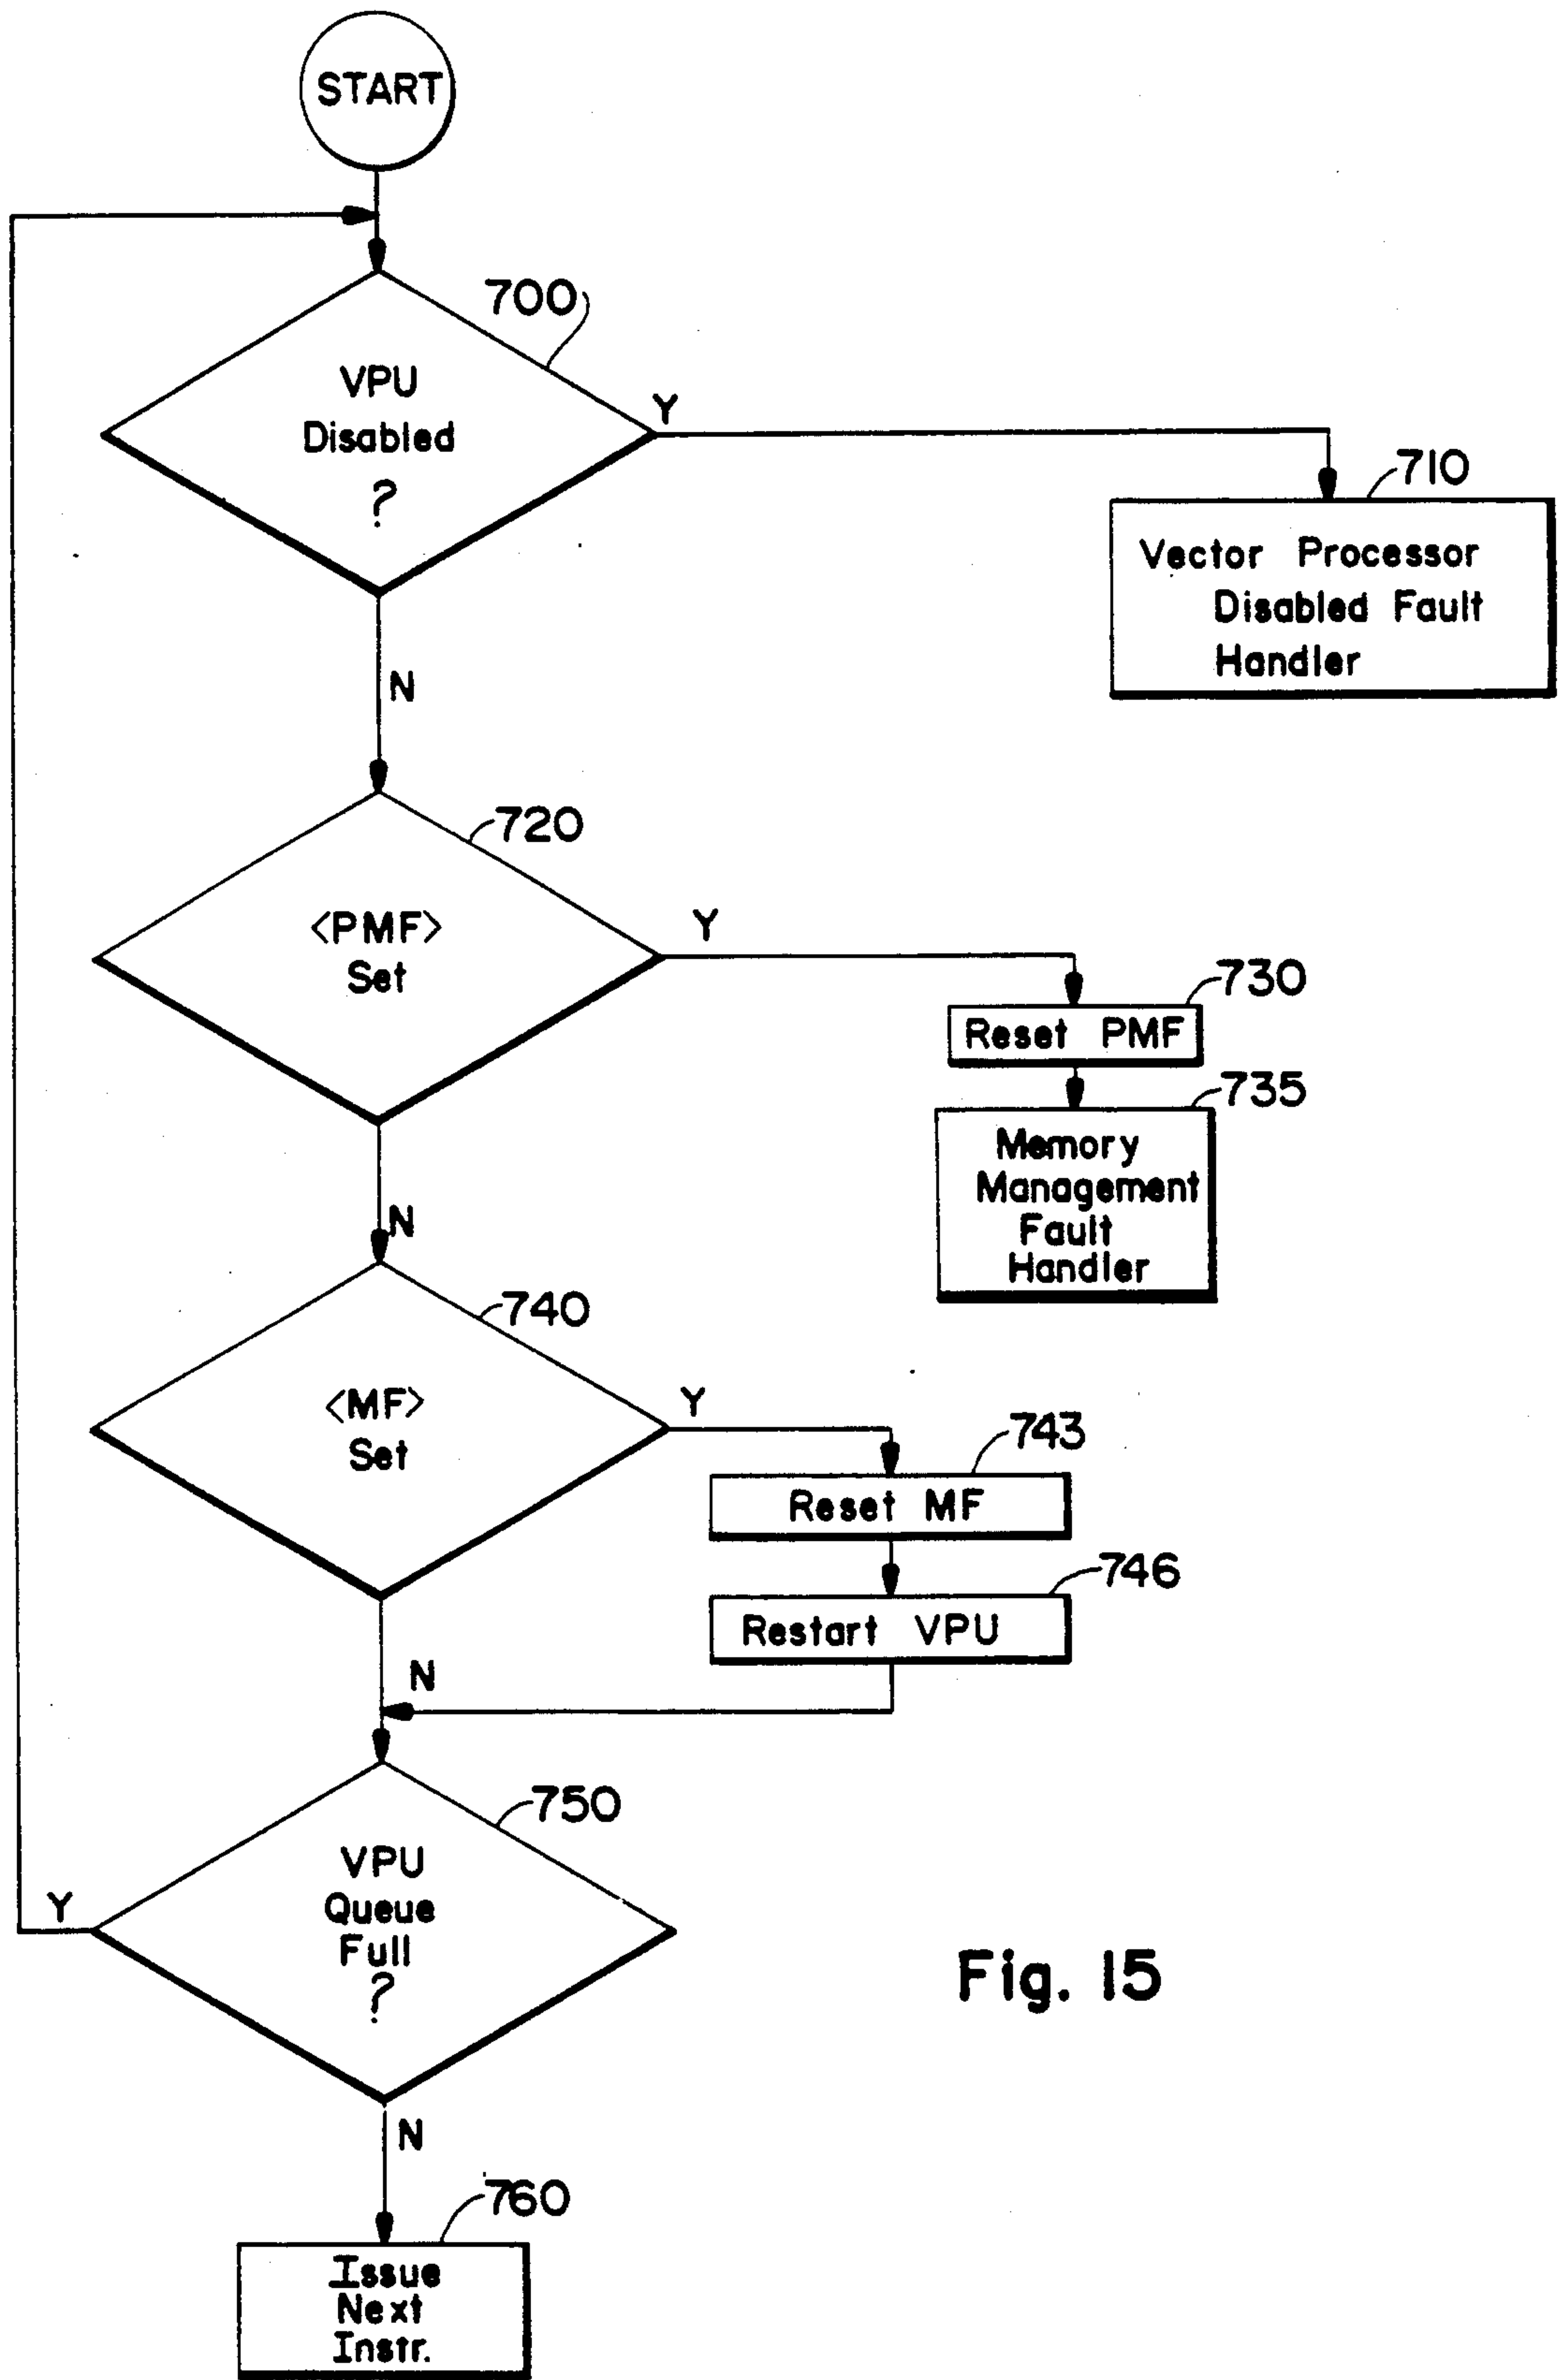 START
700
VPU
Disabled
?
Y
710
Vector Processor
Disabled Fault
Handler
N
720
<PMF>
Set
Y
730
Reset PMF
735
Memory
Management
Fault
Handler
N
740
<MF>
Set
Y
743
Reset MF
746
Restart VPU
N
750
VPU
Queue
Full
?
Y
Fig. 15
N
760
Issue
Next
Instr.